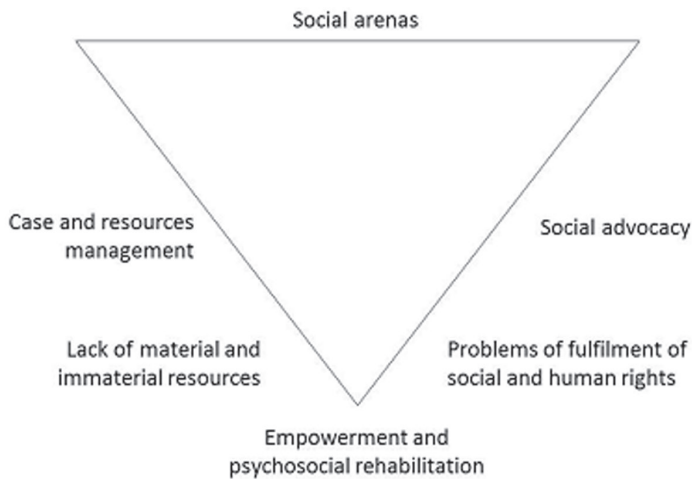 Social arenas
Case and resources
management
Social advocacy
Lack of material and
immaterial resources
Problems of fulfilment of
social and human rights
Empowerment and
psychosocial rehabilitation